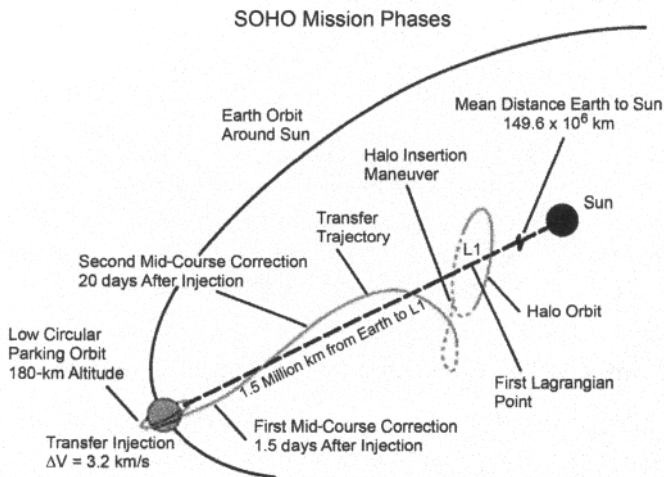 SOHO Mission Phases
Earth Orbit
Around Sun
Mean Distance Earth to Sun
149.6 x 10⁶ km
Halo Insertion
Maneuver
Sun
Transfer
Trajectory
L1
Second Mid-Course Correction
20 days After Injection
Halo Orbit
Low Circular
Parking Orbit
180-km Altitude
1.5 Million km from Earth to L1
First Lagrangian
Point
First Mid-Course Correction
1.5 days After Injection
Transfer Injection
ΔV = 3.2 km/s